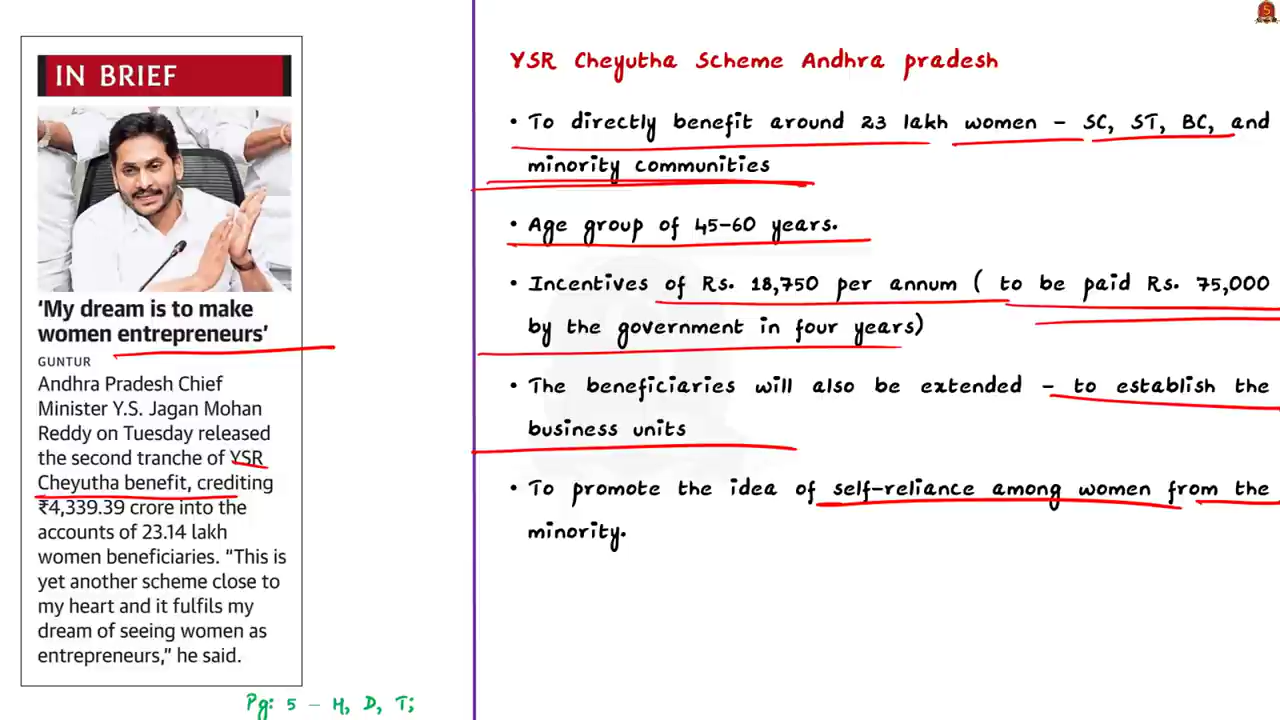 IN BRIEF
‘My dream is to make
women entrepreneurs’
GUNTUR
Andhra Pradesh Chief
Minister Y.S. Jagan Mohan
Reddy on Tuesday released
the second tranche of YSR
Cheyutha benefit, crediting
₹4,339.39 crore into the
accounts of 23.14 lakh
women beneficiaries. “This is
yet another scheme close to
my heart and it fulfils my
dream of seeing women as
entrepreneurs,” he said.
Pg: 5 – H, D, T;
YSR Cheyutha Scheme Andhra pradesh
• To directly benefit around 23 lakh women – SC, ST, BC, and
minority communities
• Age group of 45–60 years.
• Incentives of Rs. 18,750 per annum ( to be paid Rs. 75,000
by the government in four years)
• The beneficiaries will also be extended – to establish the
business units
• To promote the idea of self-reliance among women from the
minority.